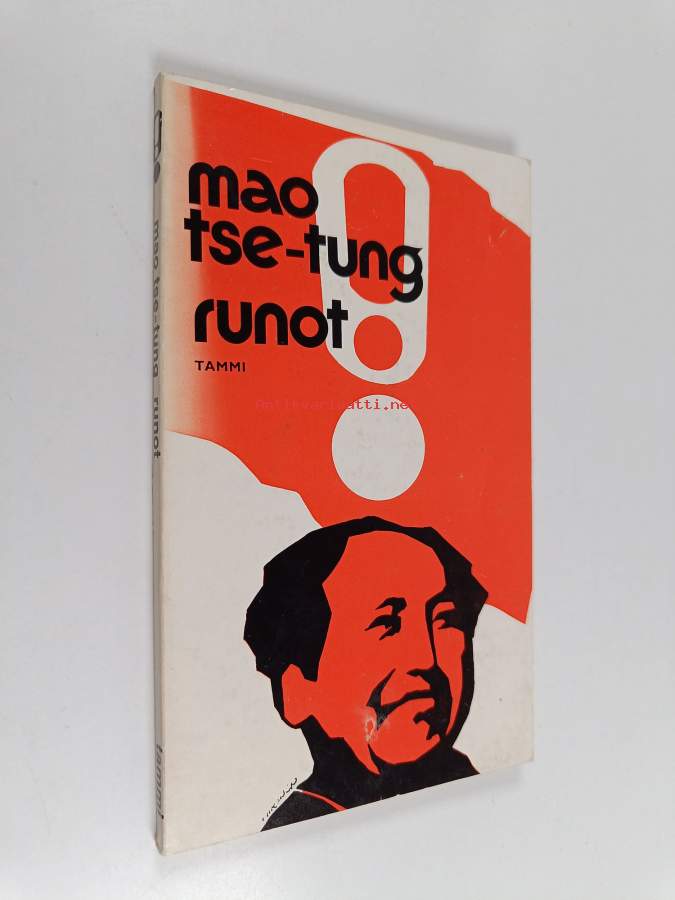 mao
tse-tung
runot
TAMMI
Antikvariaatti.net
mao tse-tung runot
tammi